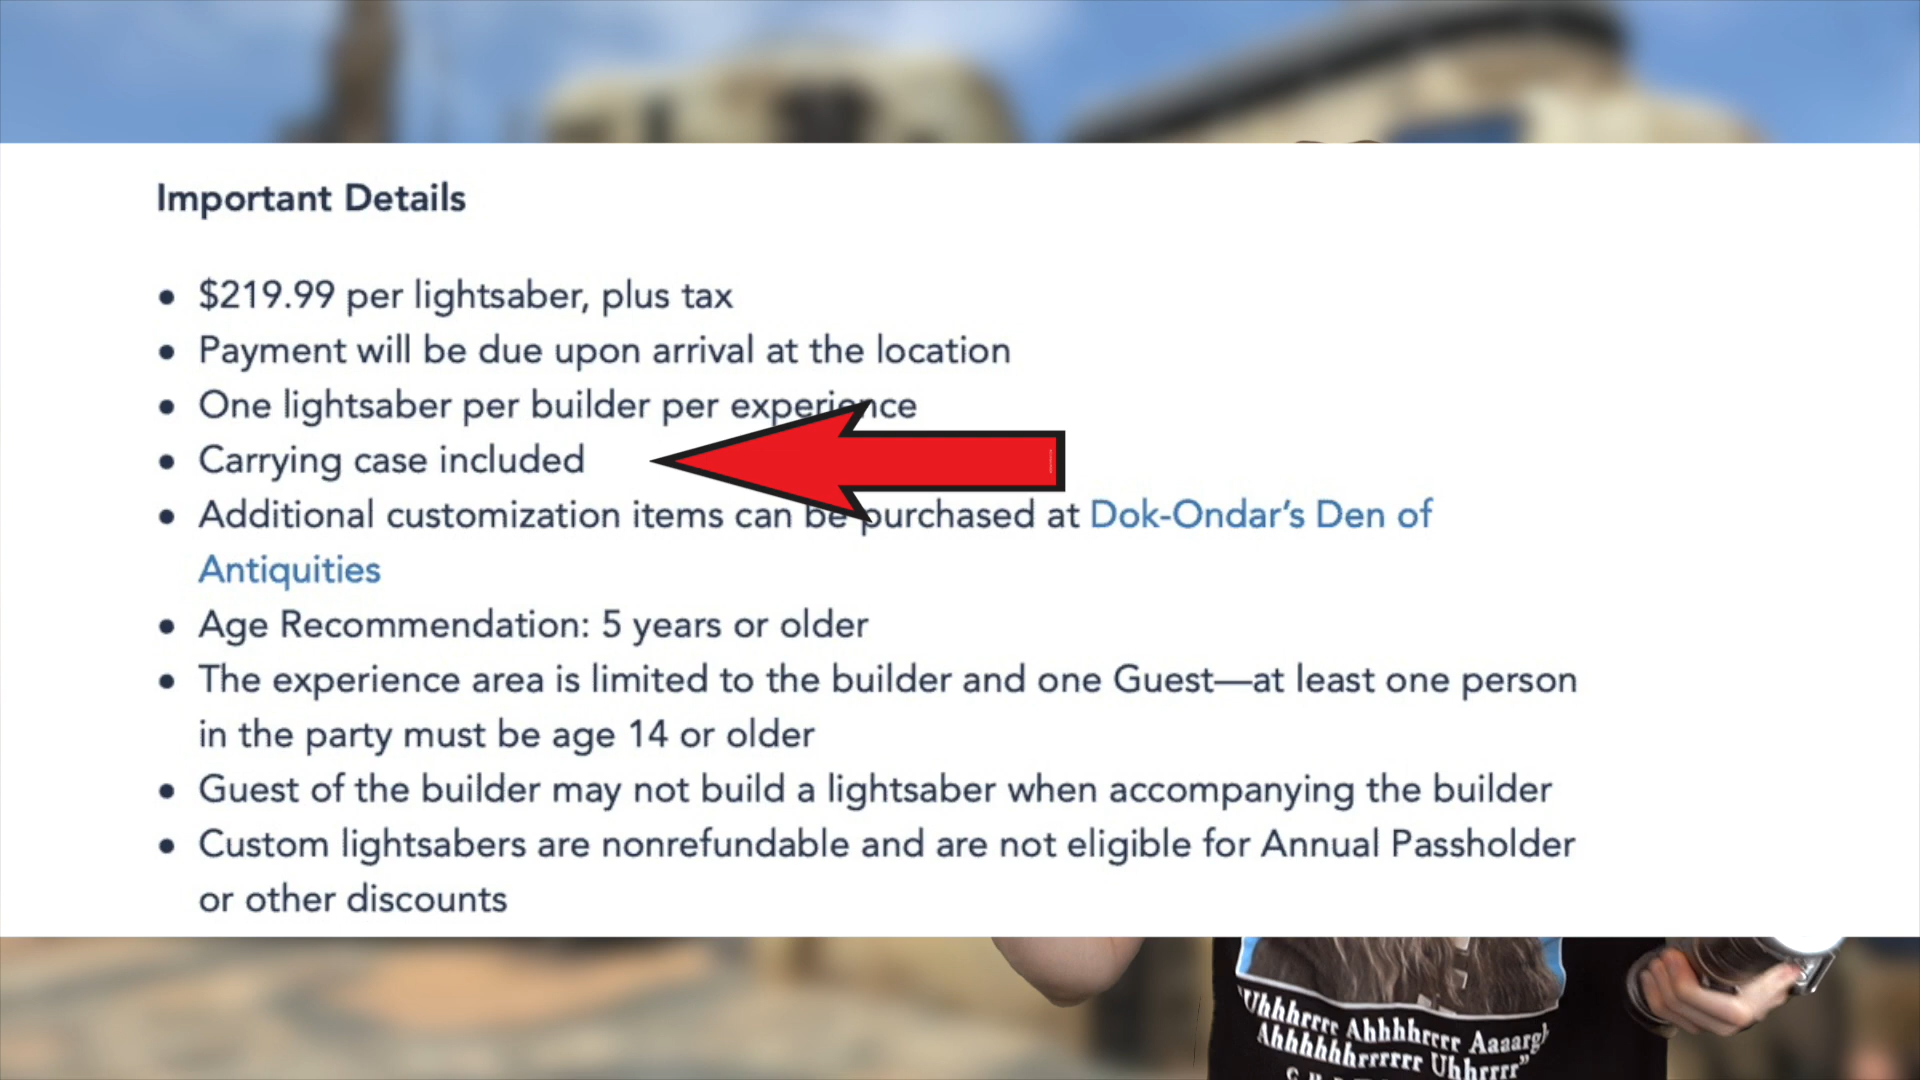 Important Details
• $219.99 per lightsaber, plus tax
• Payment will be due upon arrival at the location
• One lightsaber per builder per experience
• Carrying case included
• Additional customization items can be purchased at Dok-Ondar’s Den of
Antiquities
• Age Recommendation: 5 years or older
• The experience area is limited to the builder and one Guest—at least one person
in the party must be age 14 or older
• Guest of the builder may not build a lightsaber when accompanying the builder
• Custom lightsabers are nonrefundable and are not eligible for Annual Passholder
or other discounts
"Uhhhrrr Ahhhhrrr Aaaargh
Ahhhhhhrrrrrr Uhhrrrr”